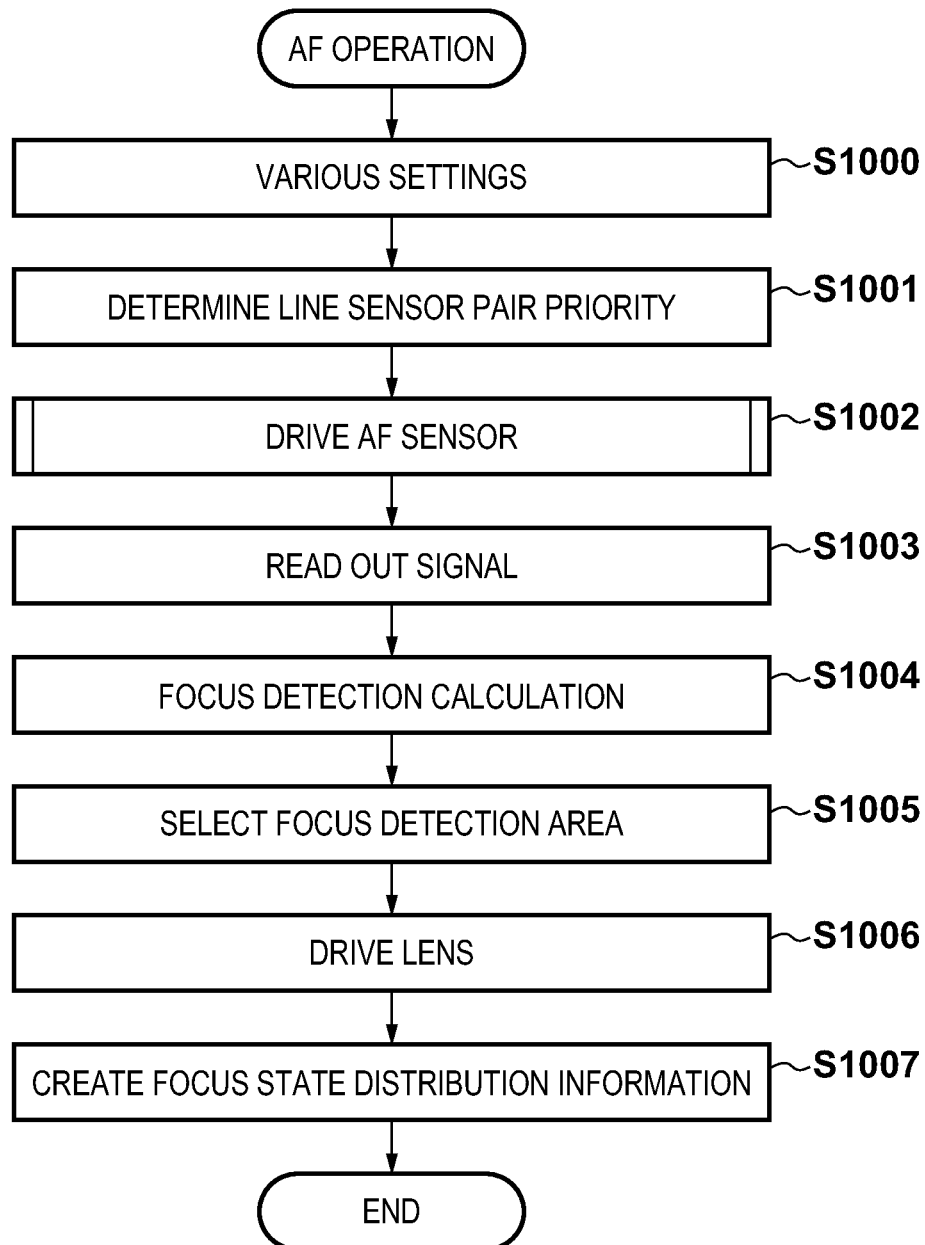 AF OPERATION
VARIOUS SETTINGS
S1000
DETERMINE LINE SENSOR PAIR PRIORITY
S1001
DRIVE AF SENSOR
S1002
READ OUT SIGNAL
S1003
FOCUS DETECTION CALCULATION
S1004
SELECT FOCUS DETECTION AREA
S1005
DRIVE LENS
S1006
CREATE FOCUS STATE DISTRIBUTION INFORMATION
S1007
END